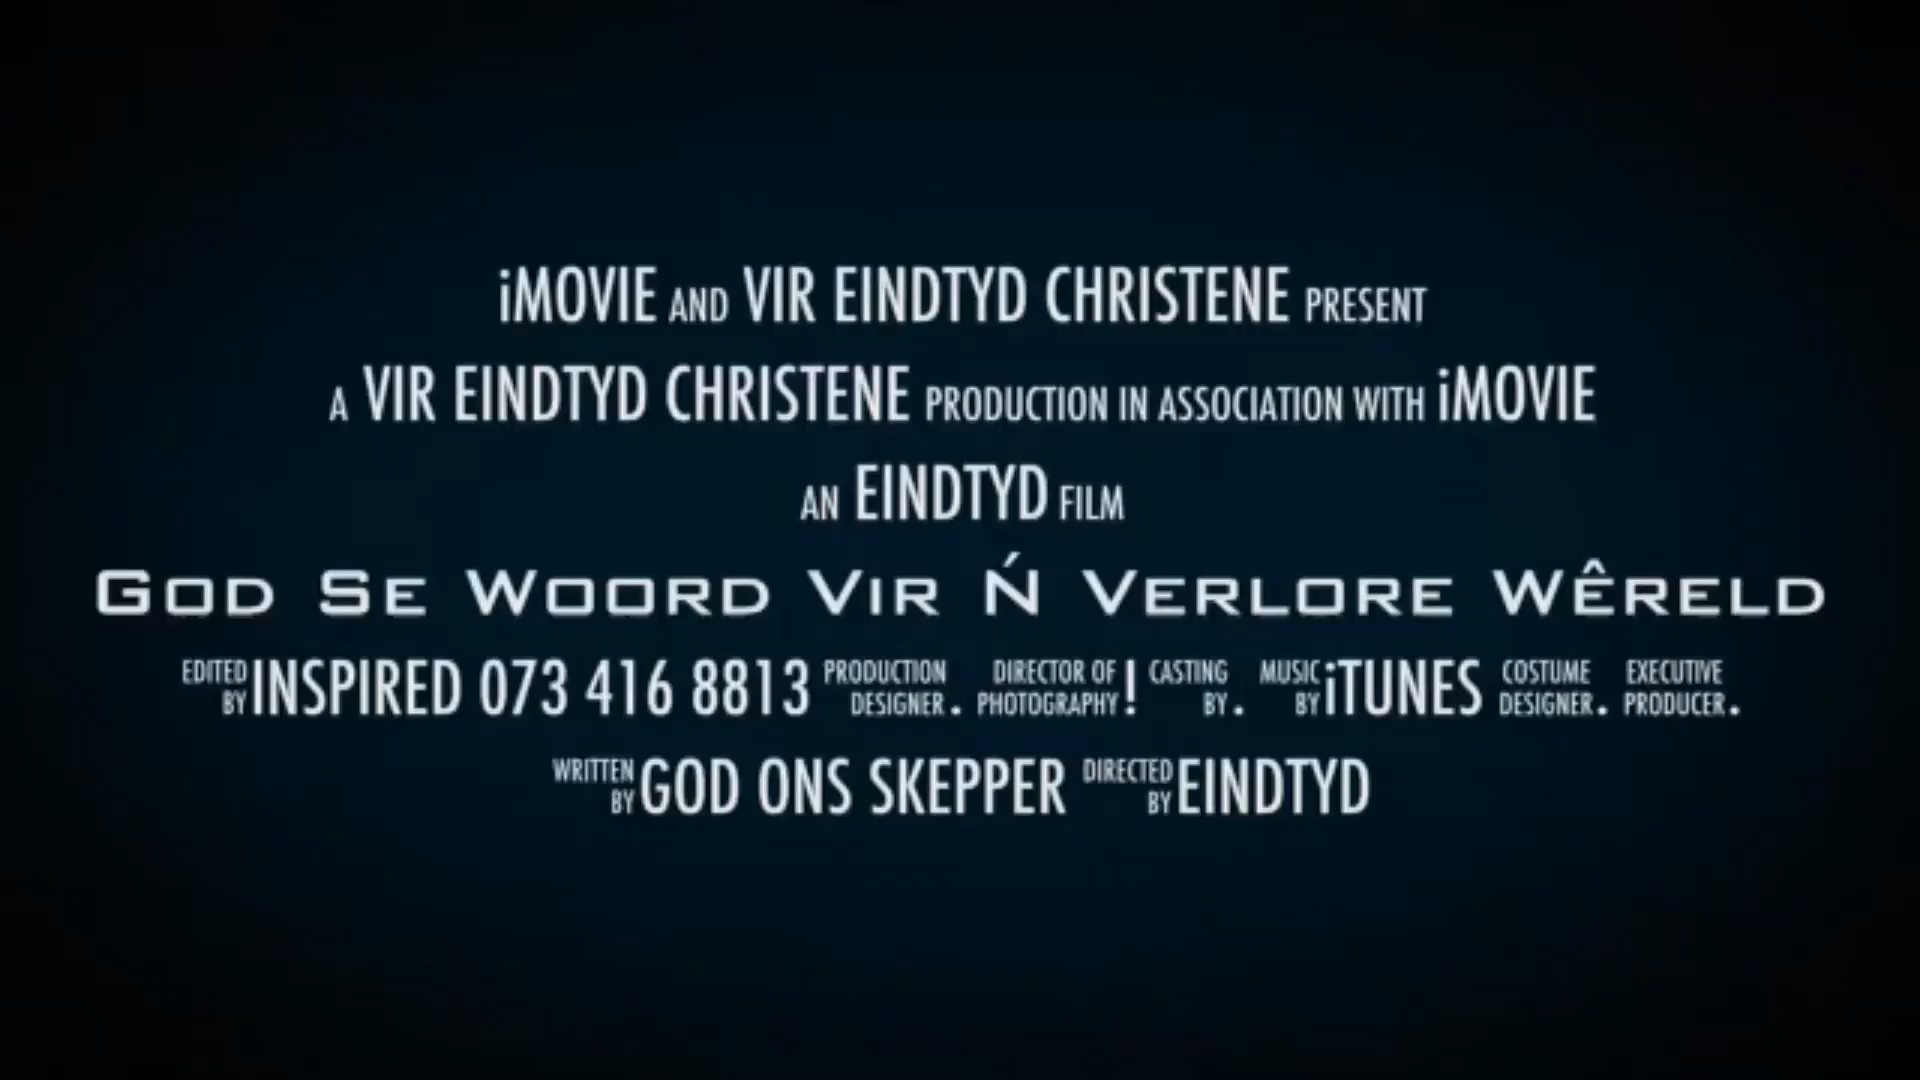 iMOVIE AND VIR EINDTYD CHRISTENE PRESENT
A VIR EINDTYD CHRISTENE PRODUCTION IN ASSOCIATION WITH iMOVIE
AN EINDTYD FILM
GOD SE WOORD VIR Ń VERLORE WÊRELD
EDITED BY INSPIRED 073 416 8813 PRODUCTION DESIGNER . DIRECTOR OF PHOTOGRAPHY ! CASTING BY . MUSIC BY iTUNES COSTUME DESIGNER . EXECUTIVE PRODUCER .
WRITTEN BY GOD ONS SKEPPER DIRECTED BY EINDTYD